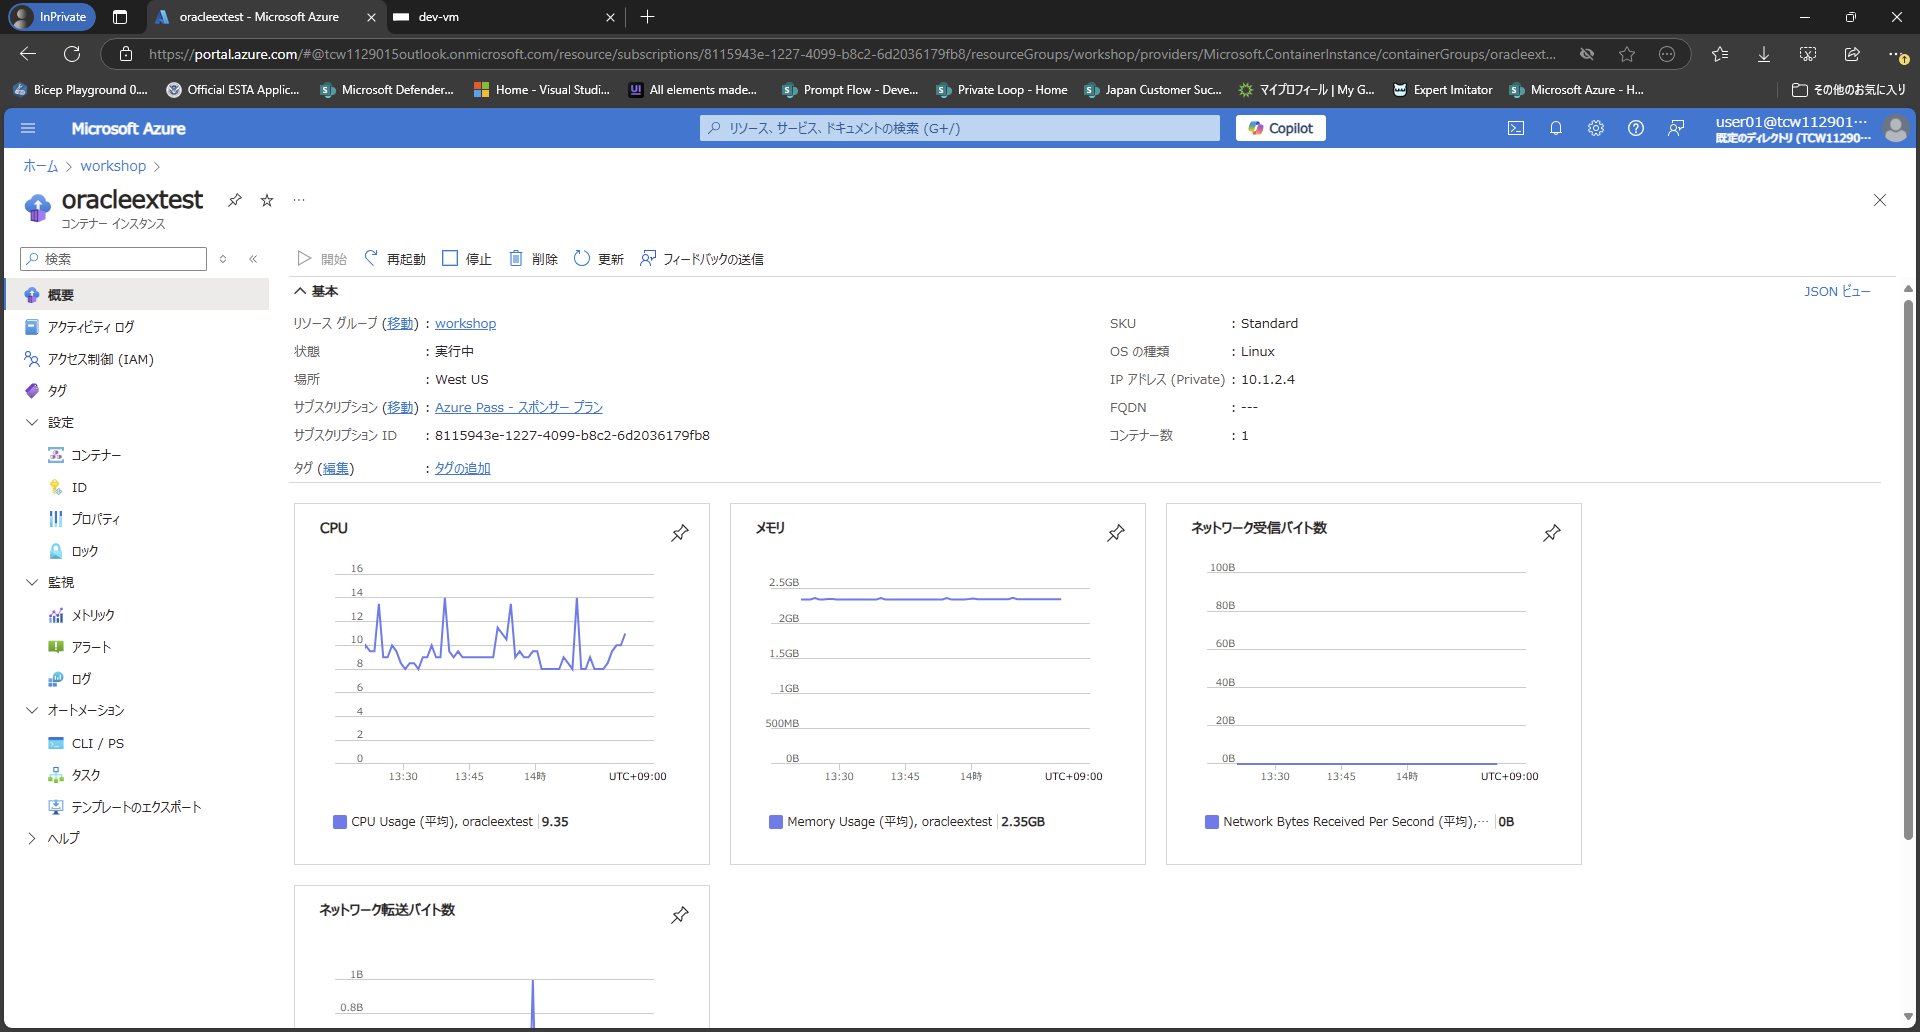 InPrivate
oracleextest - Microsoft Azure
dev-vm
https://portal.azure.com/#@tcw1129015outlook.onmicrosoft.com/resource/subscriptions/8115943e-1227-4099-b8c2-6d2036179fb8/resourceGroups/workshop/providers/Microsoft.ContainerInstance/containerGroups/oracleext...
Bicep Playground 0....
Official ESTA Applic...
Microsoft Defender...
Home - Visual Studi...
UI All elements made...
Prompt Flow - Deve...
Private Loop - Home
Japan Customer Suc...
マイプロフィール | My G...
Expert Imitator
Microsoft Azure - H...
その他のお気に入り
Microsoft Azure
リソース、サービス、ドキュメントの検索 (G+/)
Copilot
user01@tcw112901...
既定のディレクトリ (TCW11290...
ホーム > workshop >
oracleextest
コンテナー インスタンス
検索
開始
再起動
停止
削除
更新
フィードバックの送信
概要
アクティビティ ログ
アクセス制御 (IAM)
タグ
設定
コンテナー
ID
プロパティ
ロック
監視
メトリック
アラート
ログ
オートメーション
CLI / PS
タスク
テンプレートのエクスポート
ヘルプ
基本
JSON ビュー
リソース グループ (移動) : workshop
状態 : 実行中
場所 : West US
サブスクリプション (移動) : Azure Pass - スポンサー プラン
サブスクリプション ID : 8115943e-1227-4099-b8c2-6d2036179fb8
タグ (編集) : タグの追加
SKU : Standard
OS の種類 : Linux
IP アドレス (Private) : 10.1.2.4
FQDN : ---
コンテナー数 : 1
CPU
16
14
12
10
8
6
4
2
0
13:30 13:45 14時 UTC+09:00
CPU Usage (平均), oracleextest 9.35
メモリ
2.5GB
2GB
1.5GB
1GB
500MB
0B
13:30 13:45 14時 UTC+09:00
Memory Usage (平均), oracleextest 2.35GB
ネットワーク受信バイト数
100B
80B
60B
40B
20B
0B
13:30 13:45 14時 UTC+09:00
Network Bytes Received Per Second (平均),... 0B
ネットワーク転送バイト数
1B
0.8B